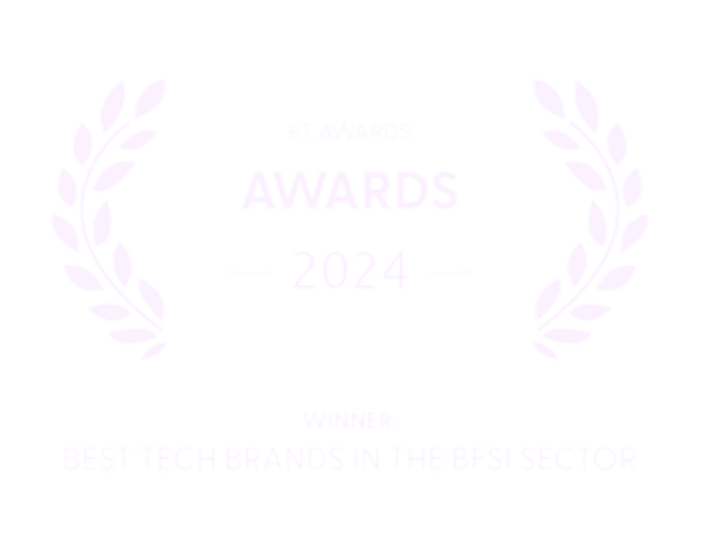 ET AWARDS
AWARDS
2024
WINNER:
BEST TECH BRANDS IN THE BFSI SECTOR